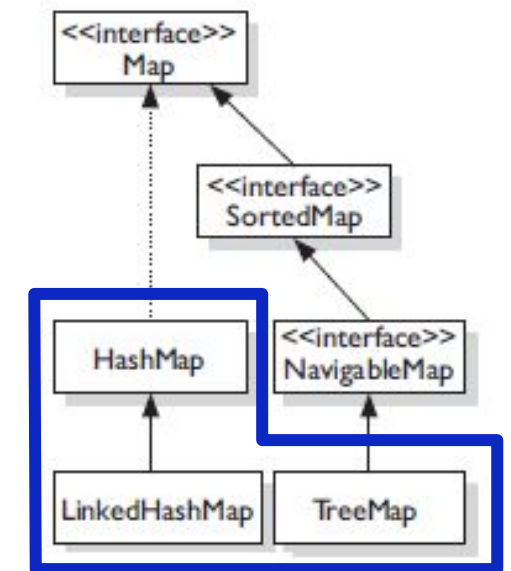 <<interface>>
Map
<<interface>>
SortedMap
HashMap
<<interface>>
NavigableMap
LinkedHashMap
TreeMap